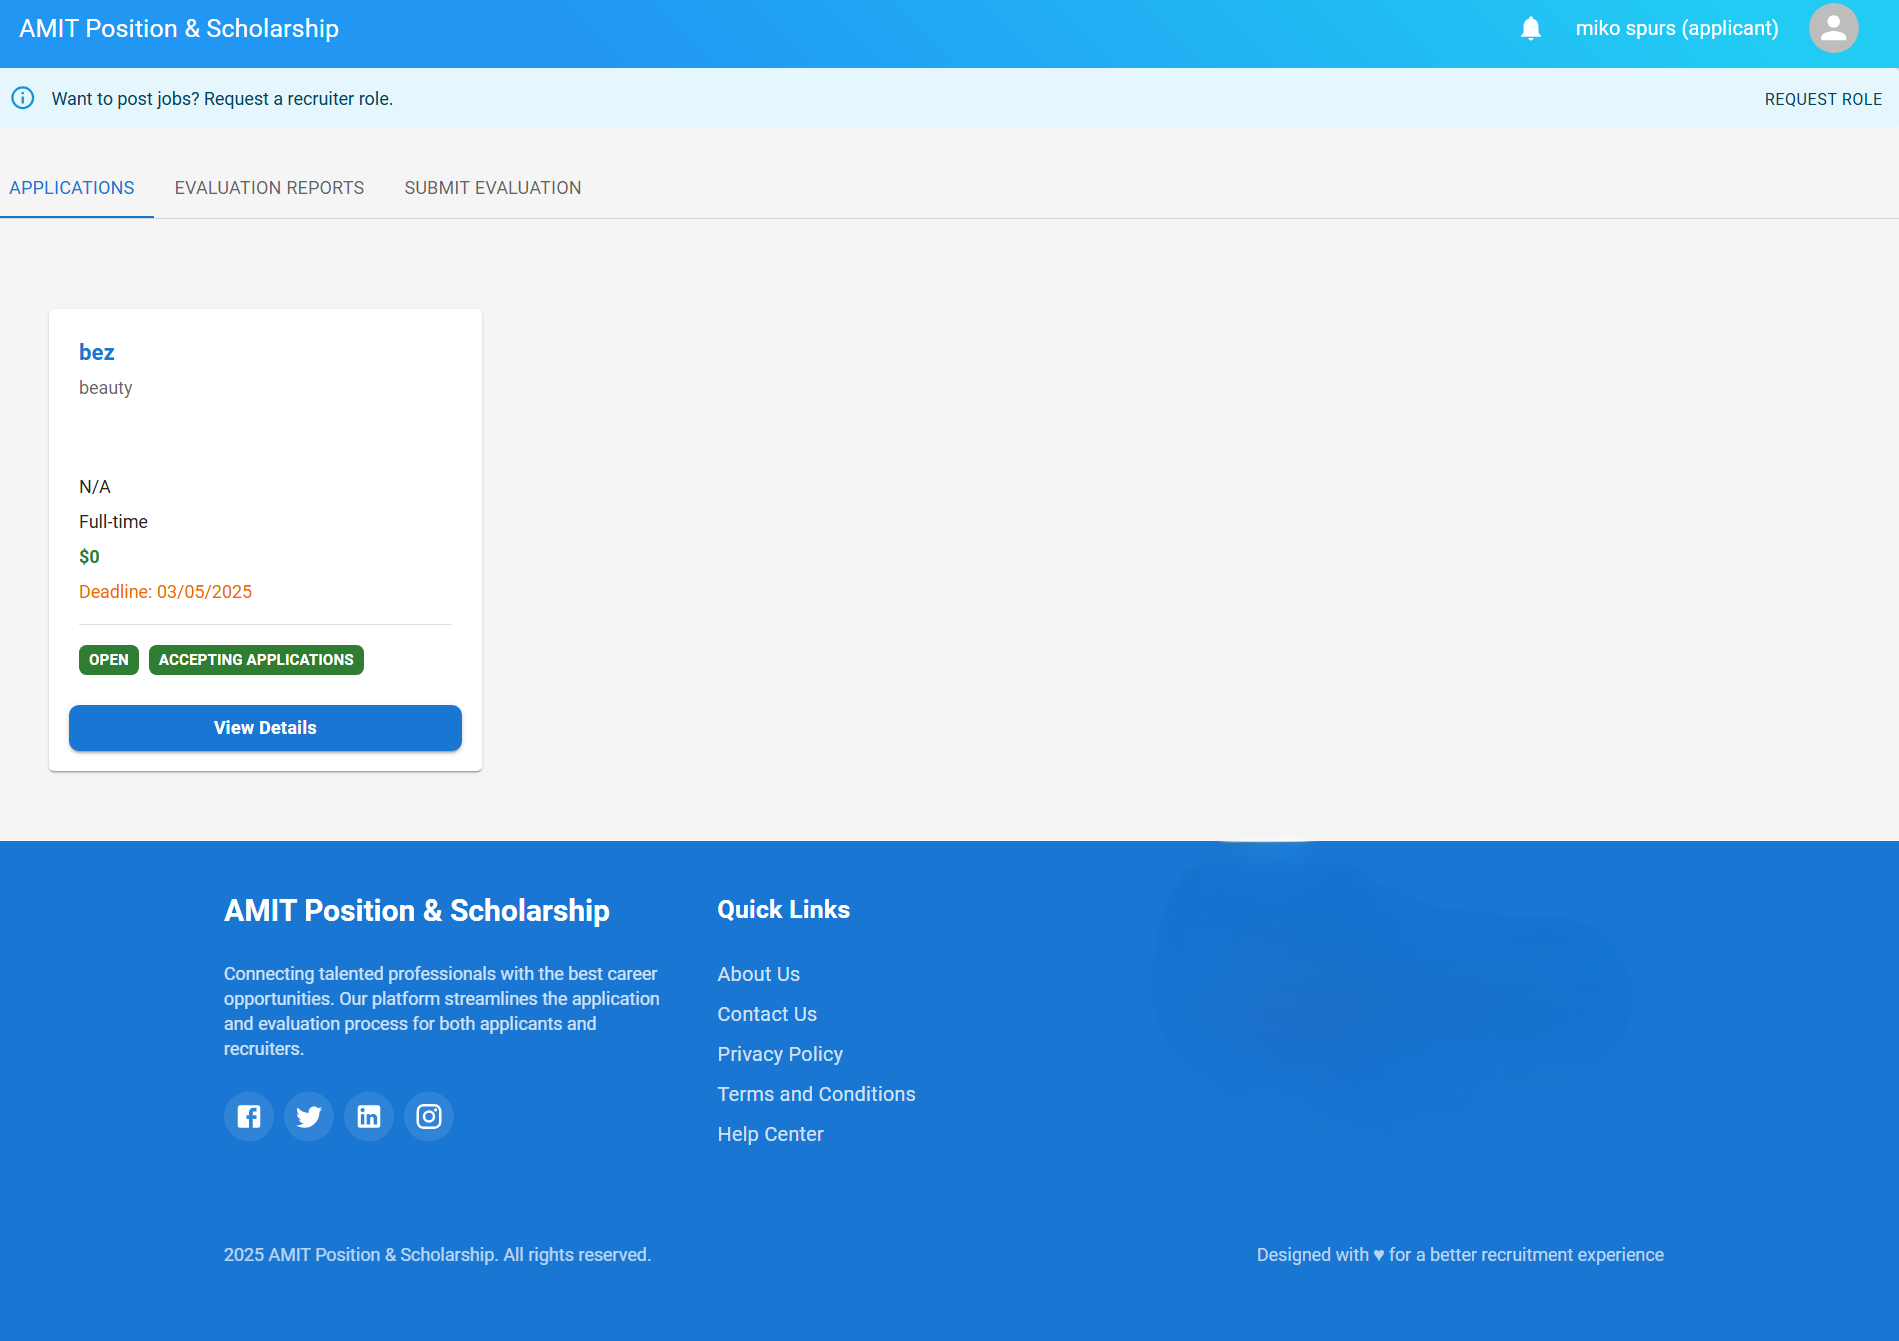 AMIT Position & Scholarship
miko spurs (applicant)
Want to post jobs? Request a recruiter role.
REQUEST ROLE
APPLICATIONS
EVALUATION REPORTS
SUBMIT EVALUATION
bez
beauty
N/A
Full-time
$0
Deadline: 03/05/2025
OPEN
ACCEPTING APPLICATIONS
View Details
AMIT Position & Scholarship
Connecting talented professionals with the best career
opportunities. Our platform streamlines the application
and evaluation process for both applicants and
recruiters.
Quick Links
About Us
Contact Us
Privacy Policy
Terms and Conditions
Help Center
2025 AMIT Position & Scholarship. All rights reserved.
Designed with ♥ for a better recruitment experience